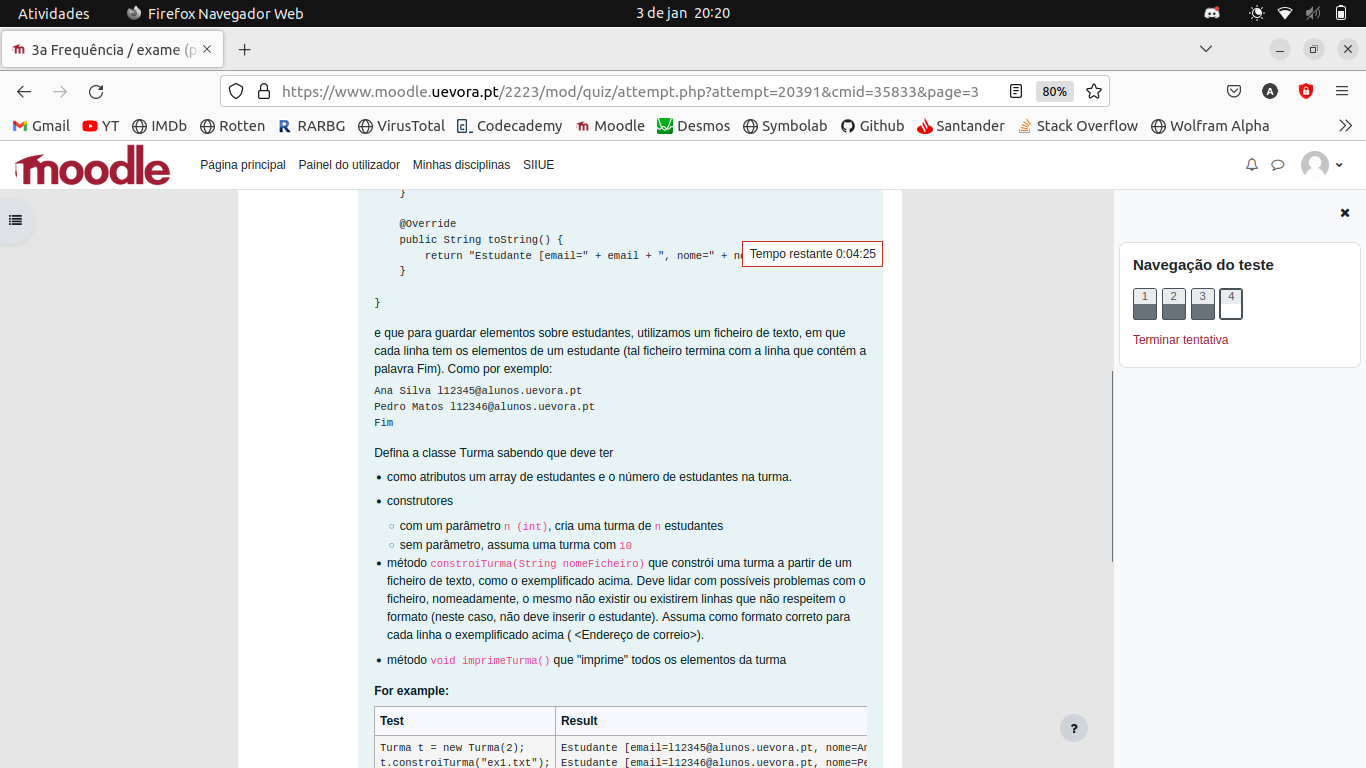 Atividades
Firefox Navegador Web
3 de jan 20:20
3a Frequência / exame (p
https://www.moodle.uevora.pt/2223/mod/quiz/attempt.php?attempt=20391&cmid=35833&page=3
80%
A
Gmail YT IMDb Rotten RARBG VirusTotal Codecademy Moodle Desmos Symbolab Github Santander Stack Overflow Wolfram Alpha
moodle
Página principal Painel do utilizador Minhas disciplinas SIIUE
}
@Override
public String toString() {
return "Estudante [email=" + email + ", nome=" + 
Tempo restante 0:04:25
}
}
e que para guardar elementos sobre estudantes, utilizamos um ficheiro de texto, em que
cada linha tem os elementos de um estudante (tal ficheiro termina com a linha que contém a
palavra Fim). Como por exemplo:
Ana Silva l12345@alunos.uevora.pt
Pedro Matos l12346@alunos.uevora.pt
Fim
Defina a classe Turma sabendo que deve ter
• como atributos um array de estudantes e o número de estudantes na turma.
• construtores
◦ com um parâmetro n (int), cria uma turma de n estudantes
◦ sem parâmetro, assuma uma turma com 10
• método constroiTurma(String nomeFicheiro) que constrói uma turma a partir de um
ficheiro de texto, como o exemplificado acima. Deve lidar com possíveis problemas com o
ficheiro, nomeadamente, o mesmo não existir ou existirem linhas que não respeitem o
formato (neste caso, não deve inserir o estudante). Assuma como formato correto para
cada linha o exemplificado acima ( <Endereço de correio>).
• método void imprimeTurma() que "imprime" todos os elementos da turma
For example:
Test Result
Turma t = new Turma(2); Estudante [email=l12345@alunos.uevora.pt, nome=An
t.constroiTurma("ex1.txt"); Estudante [email=l12346@alunos.uevora.pt, nome=Pe
Navegação do teste
1 2 3 4
Terminar tentativa
?